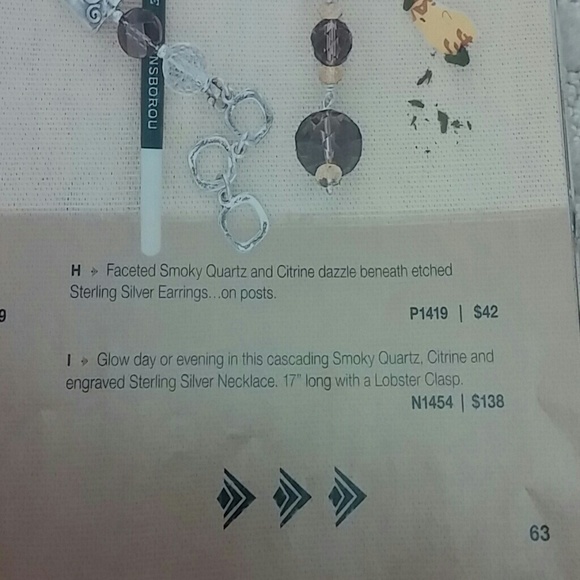 NSBOROU
H » Faceted Smoky Quartz and Citrine dazzle beneath etched
Sterling Silver Earrings...on posts.
9
P1419 | $42
I » Glow day or evening in this cascading Smoky Quartz, Citrine and
engraved Sterling Silver Necklace. 17" long with a Lobster Clasp.
N1454 | $138
63